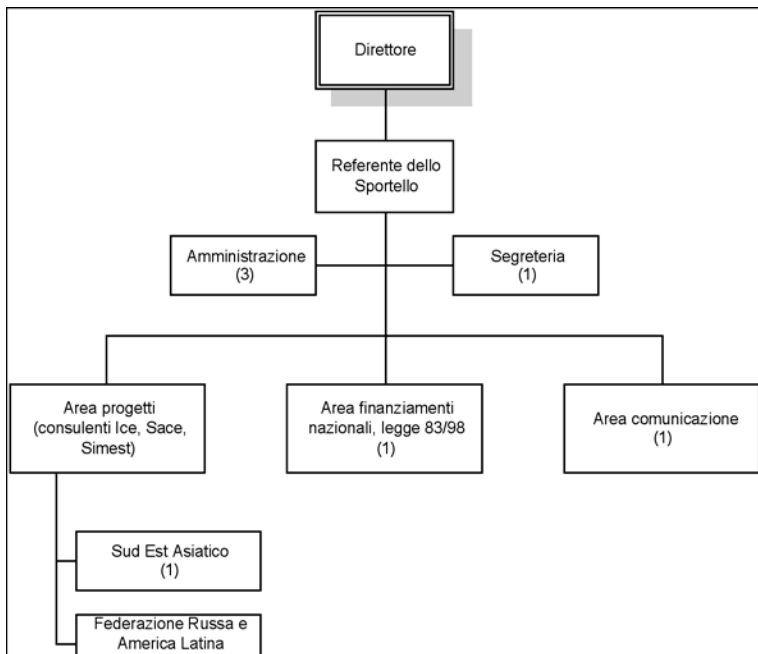 Direttore
Referente dello
Sportello
Amministrazione
(3)
Segreteria
(1)
Area progetti
(consulenti Ice, Sace,
Simest)
Area finanziamenti
nazionali, legge 83/98
(1)
Area comunicazione
(1)
Sud Est Asiatico
(1)
Federazione Russa e
America Latina